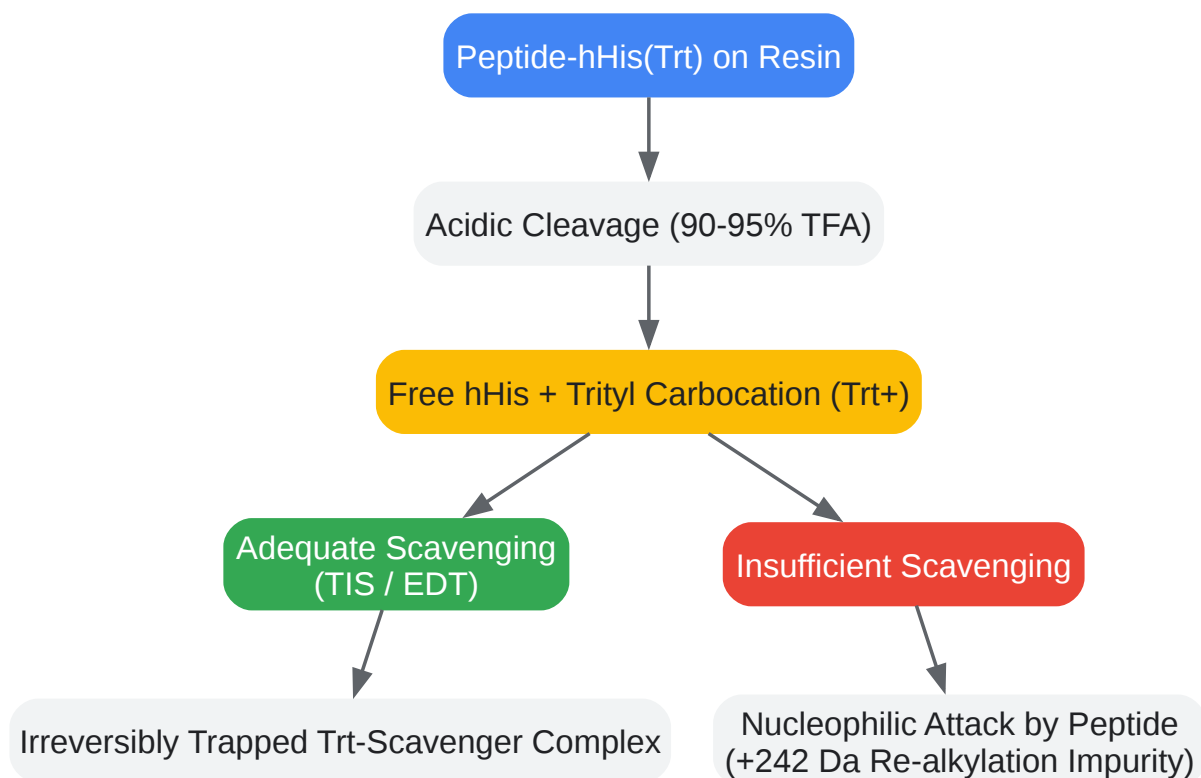 Peptide-hHis(Trt) on Resin
Acidic Cleavage (90-95% TFA)
Free hHis + Trityl Carbocation (Trt+)
Adequate Scavenging
(TIS / EDT)
Insufficient Scavenging
Irreversibly Trapped Trt-Scavenger Complex
Nucleophilic Attack by Peptide
(+242 Da Re-alkylation Impurity)